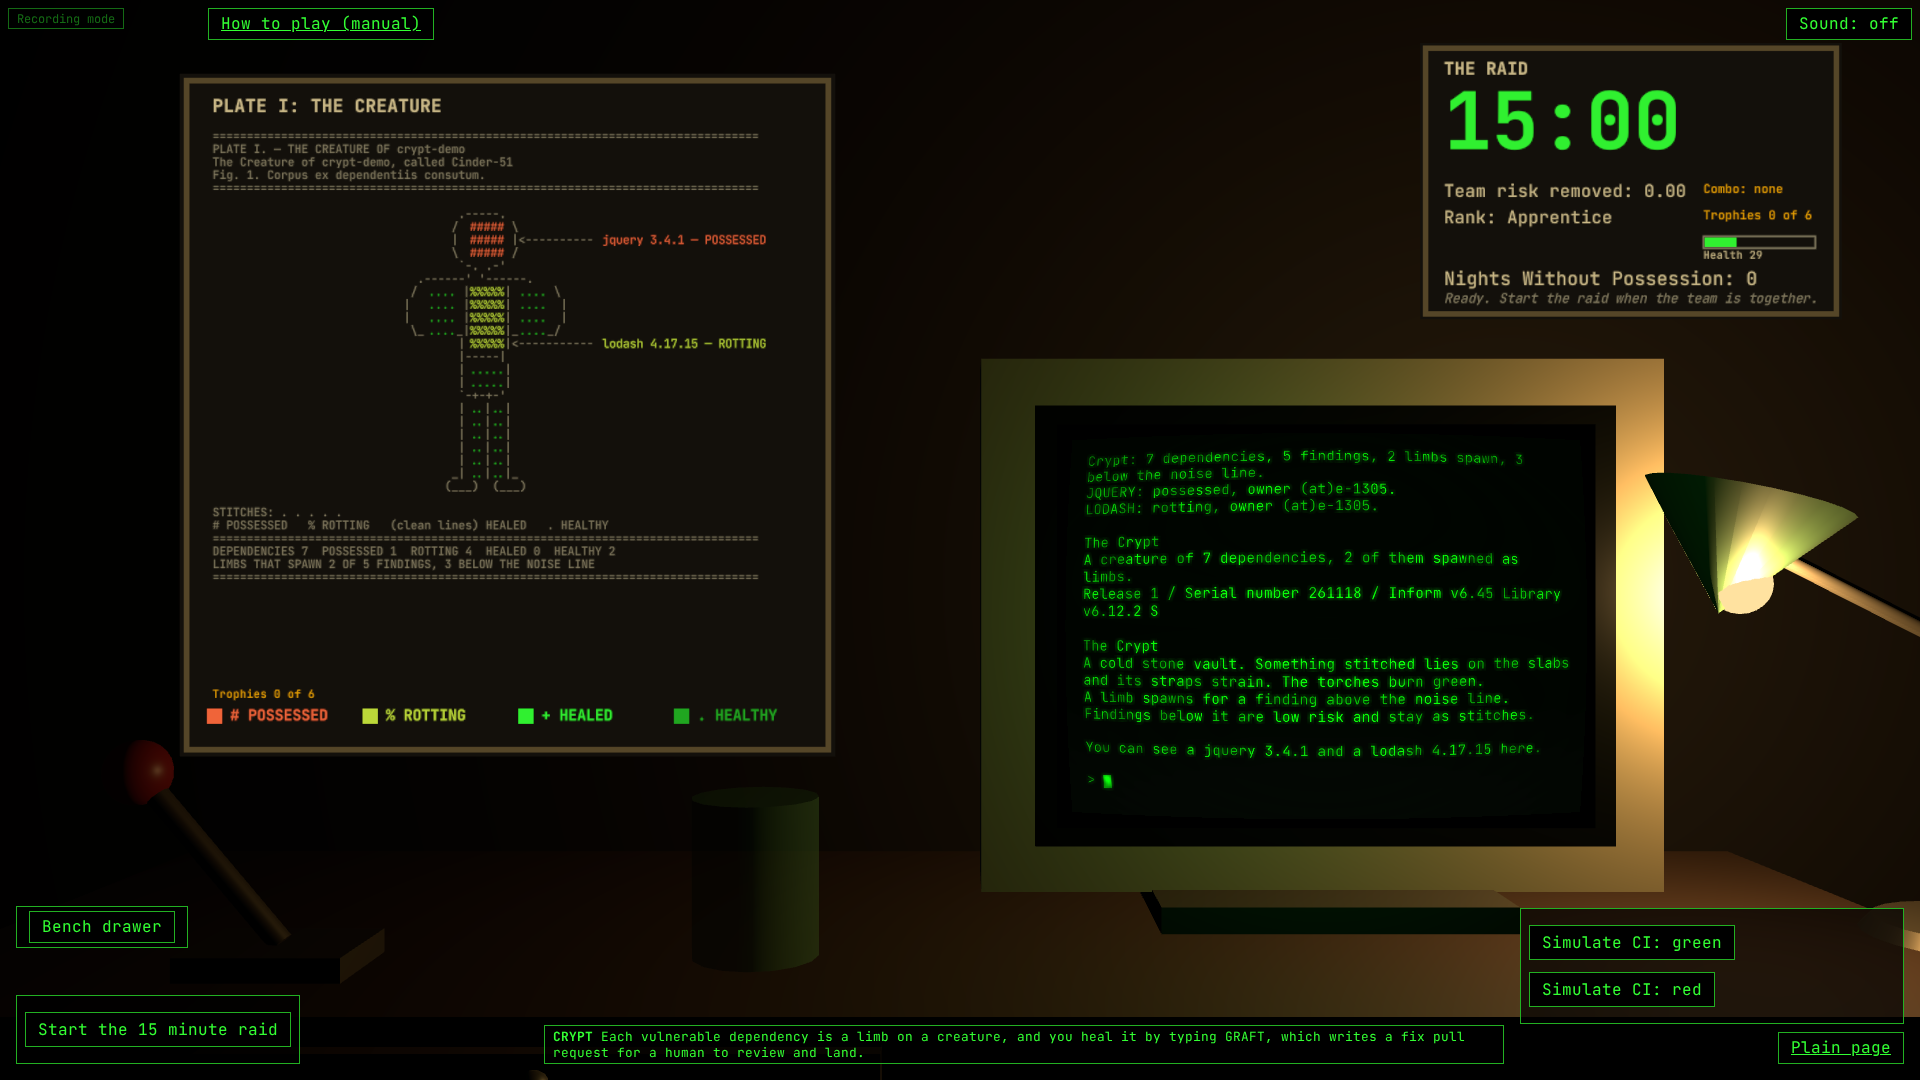 Recording mode
How to play (manual)
Sound: off
PLATE I: THE CREATURE
PLATE I. — THE CREATURE OF crypt-demo
The Creature of crypt-demo, called Cinder-51
Fig. 1. Corpus ex dependentiis consutum.
jquery 3.4.1 — POSSESSED
lodash 4.17.15 — ROTTING
STITCHES: . . . . .
# POSSESSED % ROTTING (clean lines) HEALED . HEALTHY
DEPENDENCIES 7 POSSESSED 1 ROTTING 4 HEALED 0 HEALTHY 2
LIMBS THAT SPAWN 2 OF 5 FINDINGS, 3 BELOW THE NOISE LINE
Trophies 0 of 6
# POSSESSED % ROTTING + HEALED . HEALTHY
THE RAID
15:00
Team risk removed: 0.00
Combo: none
Rank: Apprentice
Trophies 0 of 6
Health 29
Nights Without Possession: 0
Ready. Start the raid when the team is together.
Crypt: 7 dependencies, 5 findings, 2 limbs spawn, 3
below the noise line.
JQUERY: possessed, owner (at)e-1305.
LODASH: rotting, owner (at)e-1305.
The Crypt
A creature of 7 dependencies, 2 of them spawned as
limbs.
Release 1 / Serial number 261118 / Inform v6.45 Library
v6.12.2 S
The Crypt
A cold stone vault. Something stitched lies on the slabs
and its straps strain. The torches burn green.
A limb spawns for a finding above the noise line.
Findings below it are low risk and stay as stitches.
You can see a jquery 3.4.1 and a lodash 4.17.15 here.
>
Bench drawer
Start the 15 minute raid
CRYPT Each vulnerable dependency is a limb on a creature, and you heal it by typing GRAFT, which writes a fix pull
request for a human to review and land.
Simulate CI: green
Simulate CI: red
Plain page